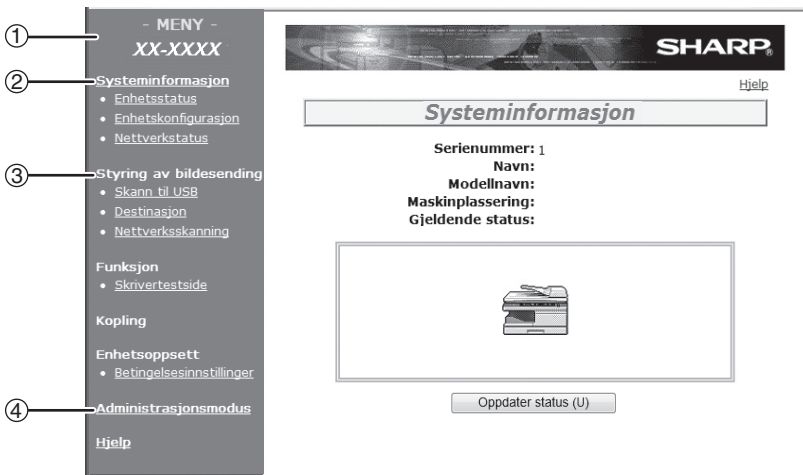 ①
- MENY -
XX-XXXX
② Systeminformasjon
• Enhetsstatus
• Enhetskonfigurasjon
• Nettverkstatus
③ Styring av bildesending
• Skann til USB
• Destinasjon
• Nettverksskanning
Funksjon
• Skrivertestside
Kopling
Enhetsoppsett
• Betingelsesinnstillinger
④ Administrasjonsmodus
Hjelp
SHARP®
Hjelp
Systeminformasjon
Serienummer: 1
Navn:
Modellnavn:
Maskinplassering:
Gjeldende status:
Oppdater status (U)